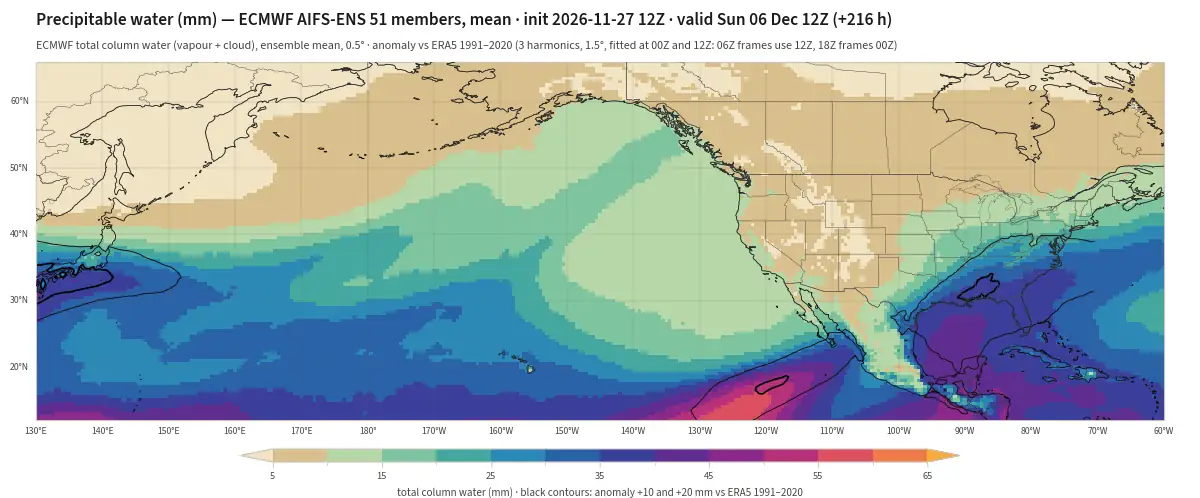 Precipitable water (mm) — ECMWF AIFS-ENS 51 members, mean · init 2026-11-27 12Z · valid Sun 06 Dec 12Z (+216 h)
ECMWF total column water (vapour + cloud), ensemble mean, 0.5° · anomaly vs ERA5 1991–2020 (3 harmonics, 1.5°, fitted at 00Z and 12Z: 06Z frames use 12Z, 18Z frames 00Z)
60°N
50°N
40°N
30°N
20°N
130°E 140°E 150°E 160°E 170°E 180° 170°W 160°W 150°W 140°W 130°W 120°W 110°W 100°W 90°W 80°W 70°W 60°W
5 15 25 35 45 55 65
total column water (mm) · black contours: anomaly +10 and +20 mm vs ERA5 1991–2020